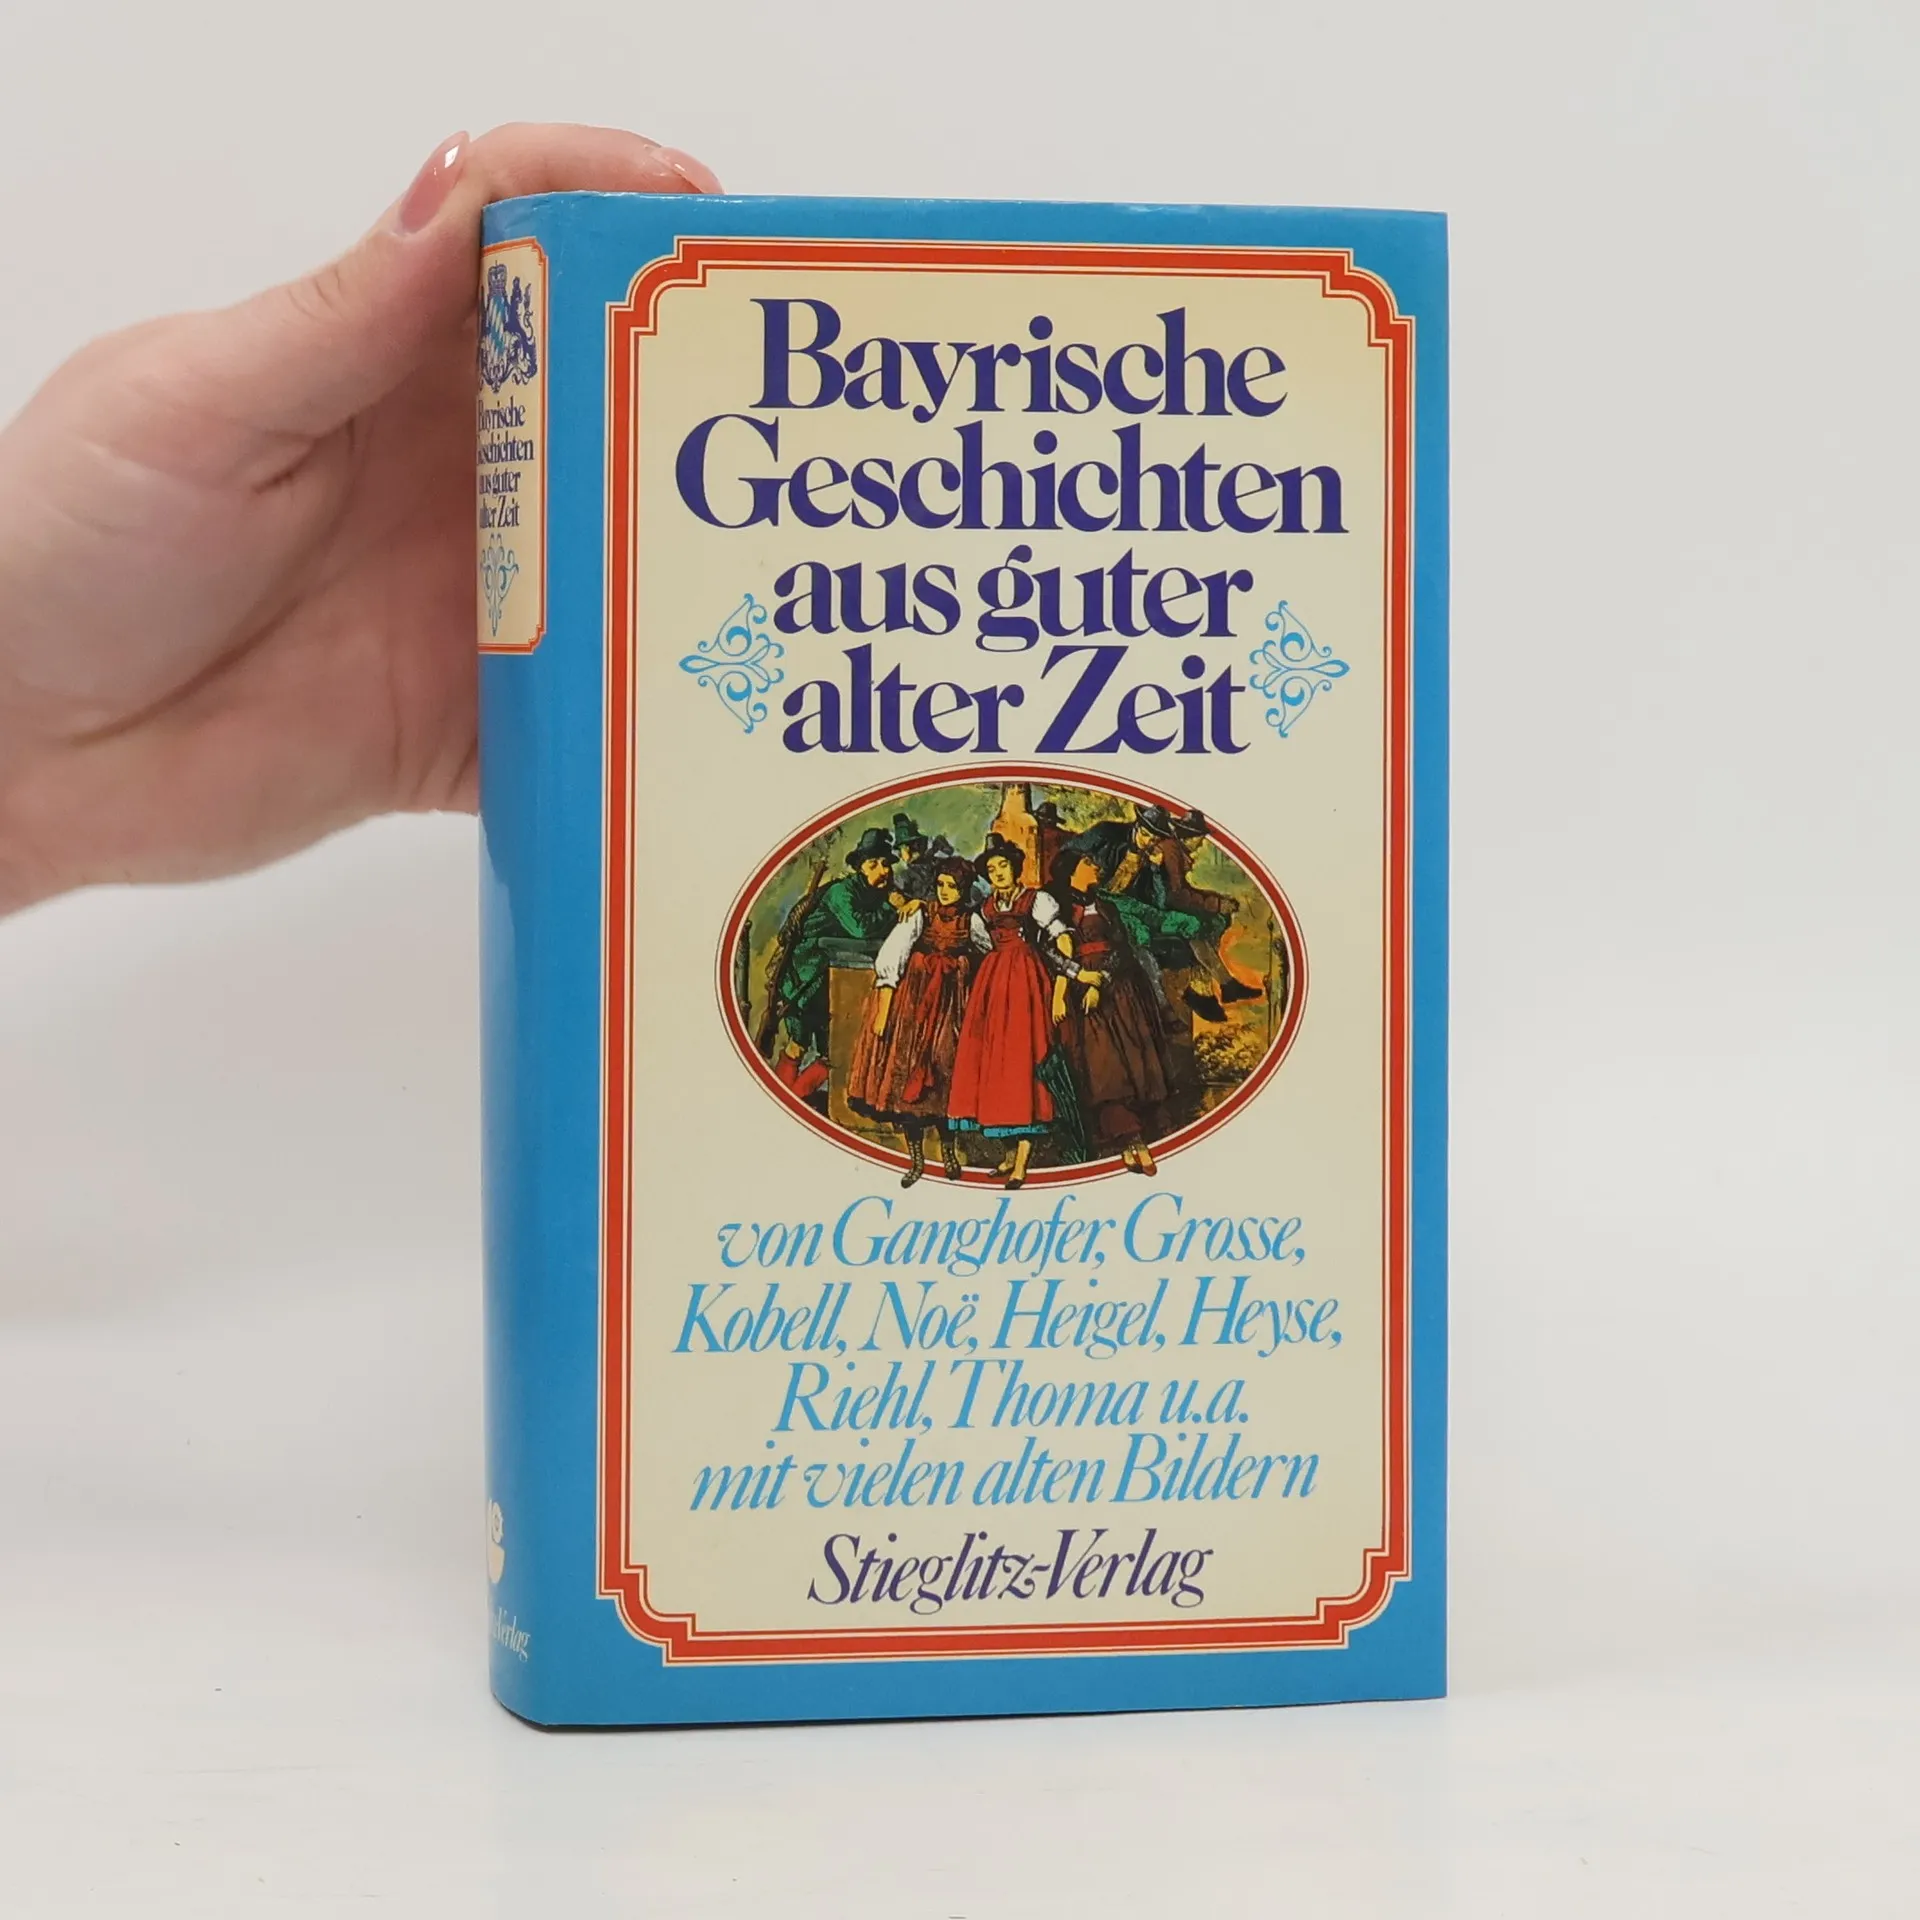 Bayrische
Geschichten
aus guter
alter Zeit
von Ganghofer, Grosse,
Kobell, Noë, Heigel, Heyse,
Riehl, Thoma u.a.
mit vielen alten Bildern
Stieglitz-Verlag
Bayrische
Geschichten
aus guter
alter Zeit
Verlag